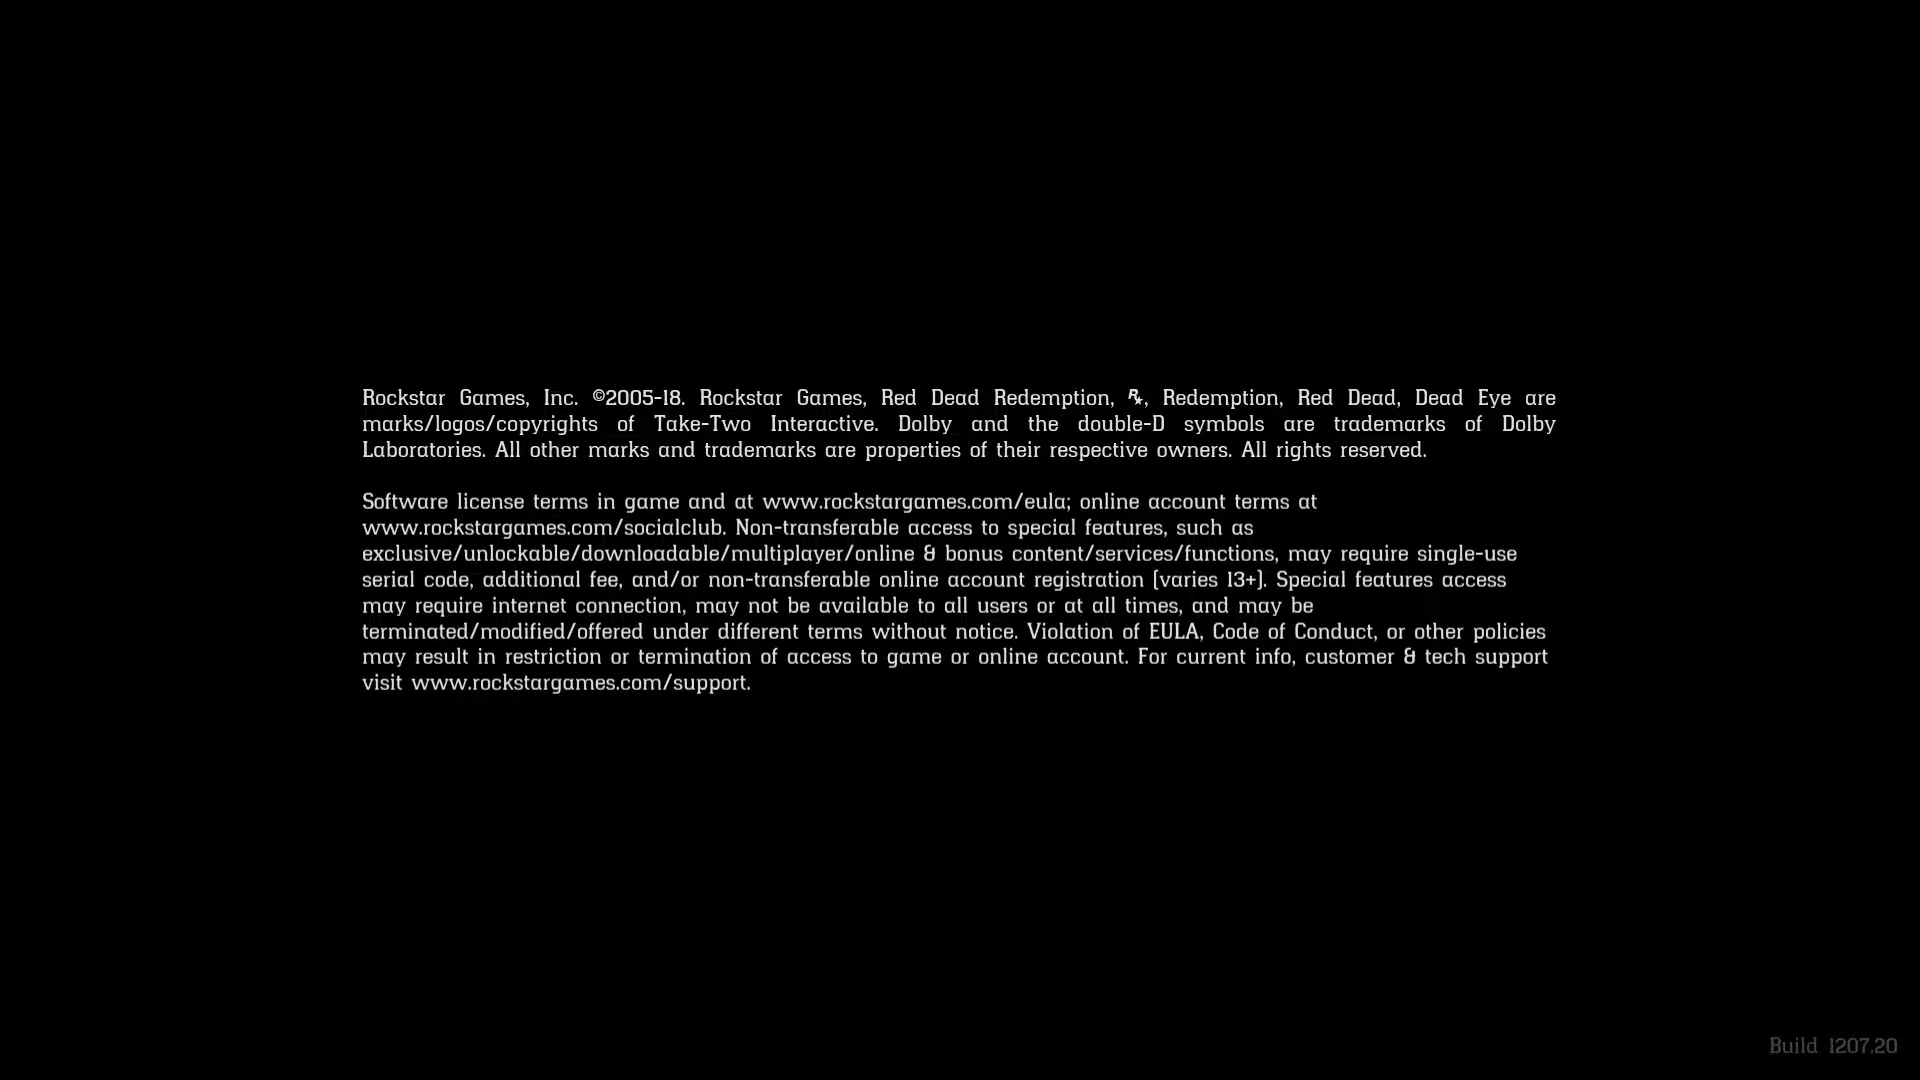 Rockstar Games, Inc. ©2005-18. Rockstar Games, Red Dead Redemption, R★, Redemption, Red Dead, Dead Eye are
marks/logos/copyrights of Take-Two Interactive. Dolby and the double-D symbols are trademarks of Dolby
Laboratories. All other marks and trademarks are properties of their respective owners. All rights reserved.
Software license terms in game and at www.rockstargames.com/eula; online account terms at
www.rockstargames.com/socialclub. Non-transferable access to special features, such as
exclusive/unlockable/downloadable/multiplayer/online & bonus content/services/functions, may require single-use
serial code, additional fee, and/or non-transferable online account registration (varies 13+). Special features access
may require internet connection, may not be available to all users or at all times, and may be
terminated/modified/offered under different terms without notice. Violation of EULA, Code of Conduct, or other policies
may result in restriction or termination of access to game or online account. For current info, customer & tech support
visit www.rockstargames.com/support.
Build 1207.20